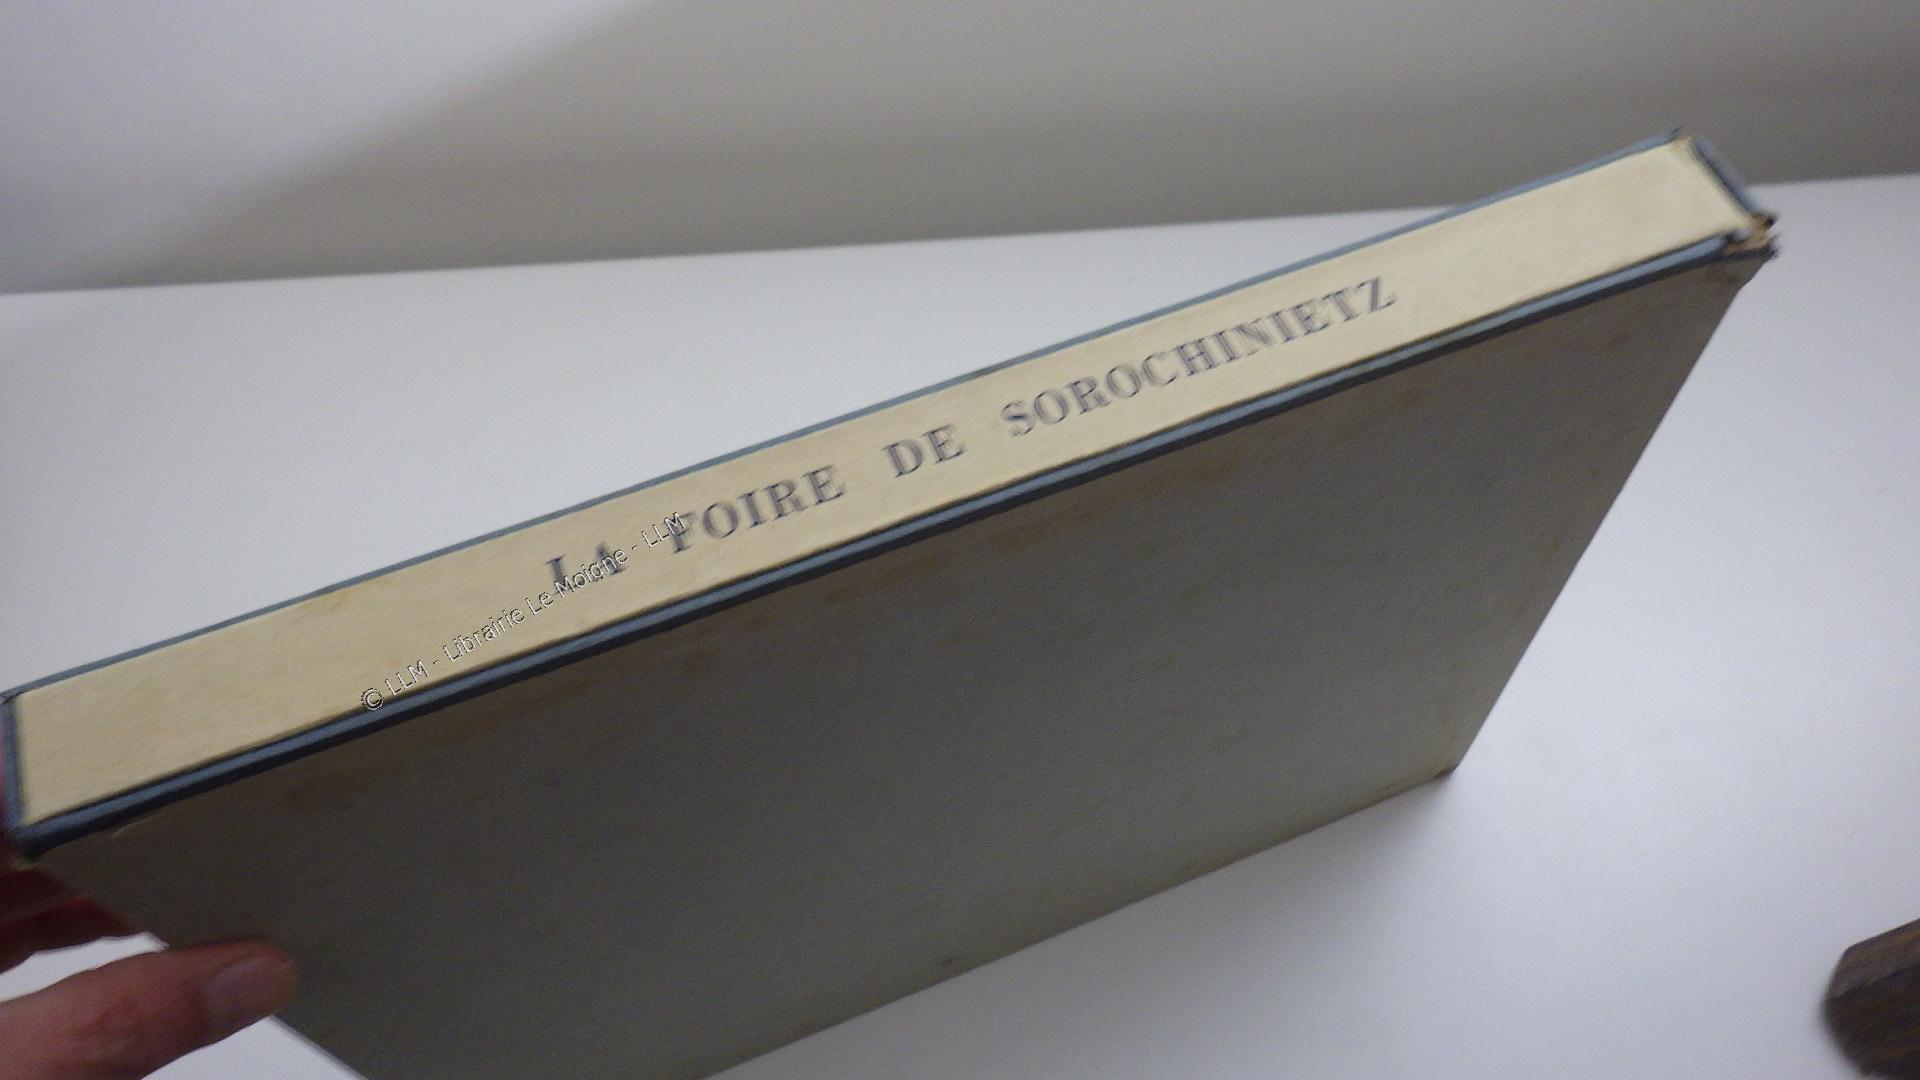 LA FOIRE DE SOROCHINIETZ
© LLM - Librairie Le Moigne - LLM